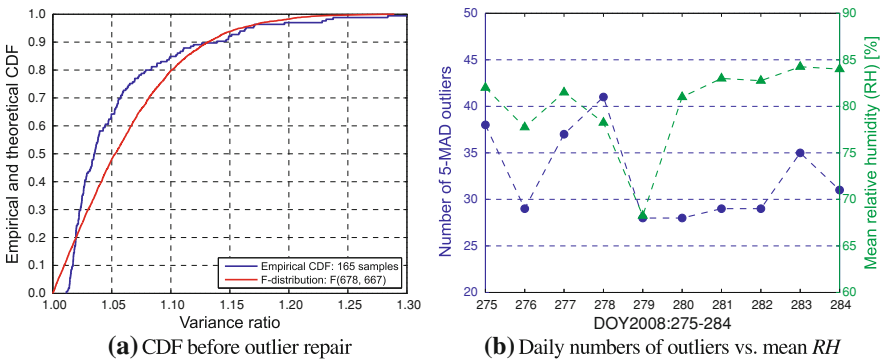 Empirical and theoretical CDF
1.0
0.9
0.8
0.7
0.6
0.5
0.4
0.3
0.2
0.1
0.0
1.00 1.05 1.10 1.15 1.20 1.25 1.30
Variance ratio
Empirical CDF: 165 samples
F-distribution: F(678, 667)
(a) CDF before outlier repair
Number of 5-MAD outliers
50
45
40
35
30
25
20
275 276 277 278 279 280 281 282 283 284
DOY2008:275-284
90
85
80
75
70
65
60
Mean relative humidity (RH) [%]
(b) Daily numbers of outliers vs. mean RH